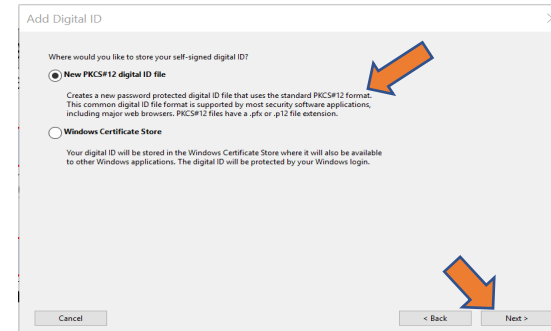 Add Digital ID
Where would you like to store your self-signed digital ID?
New PKCS#12 digital ID file
Creates a new password protected digital ID file that uses the standard PKCS#12 format.
This common digital ID file format is supported by most security software applications,
including major web browsers. PKCS#12 files have a .pfx or .p12 file extension.
Windows Certificate Store
Your digital ID will be stored in the Windows Certificate Store where it will also be available
to other Windows applications. The digital ID will be protected by your Windows login.
Cancel
< Back
Next >